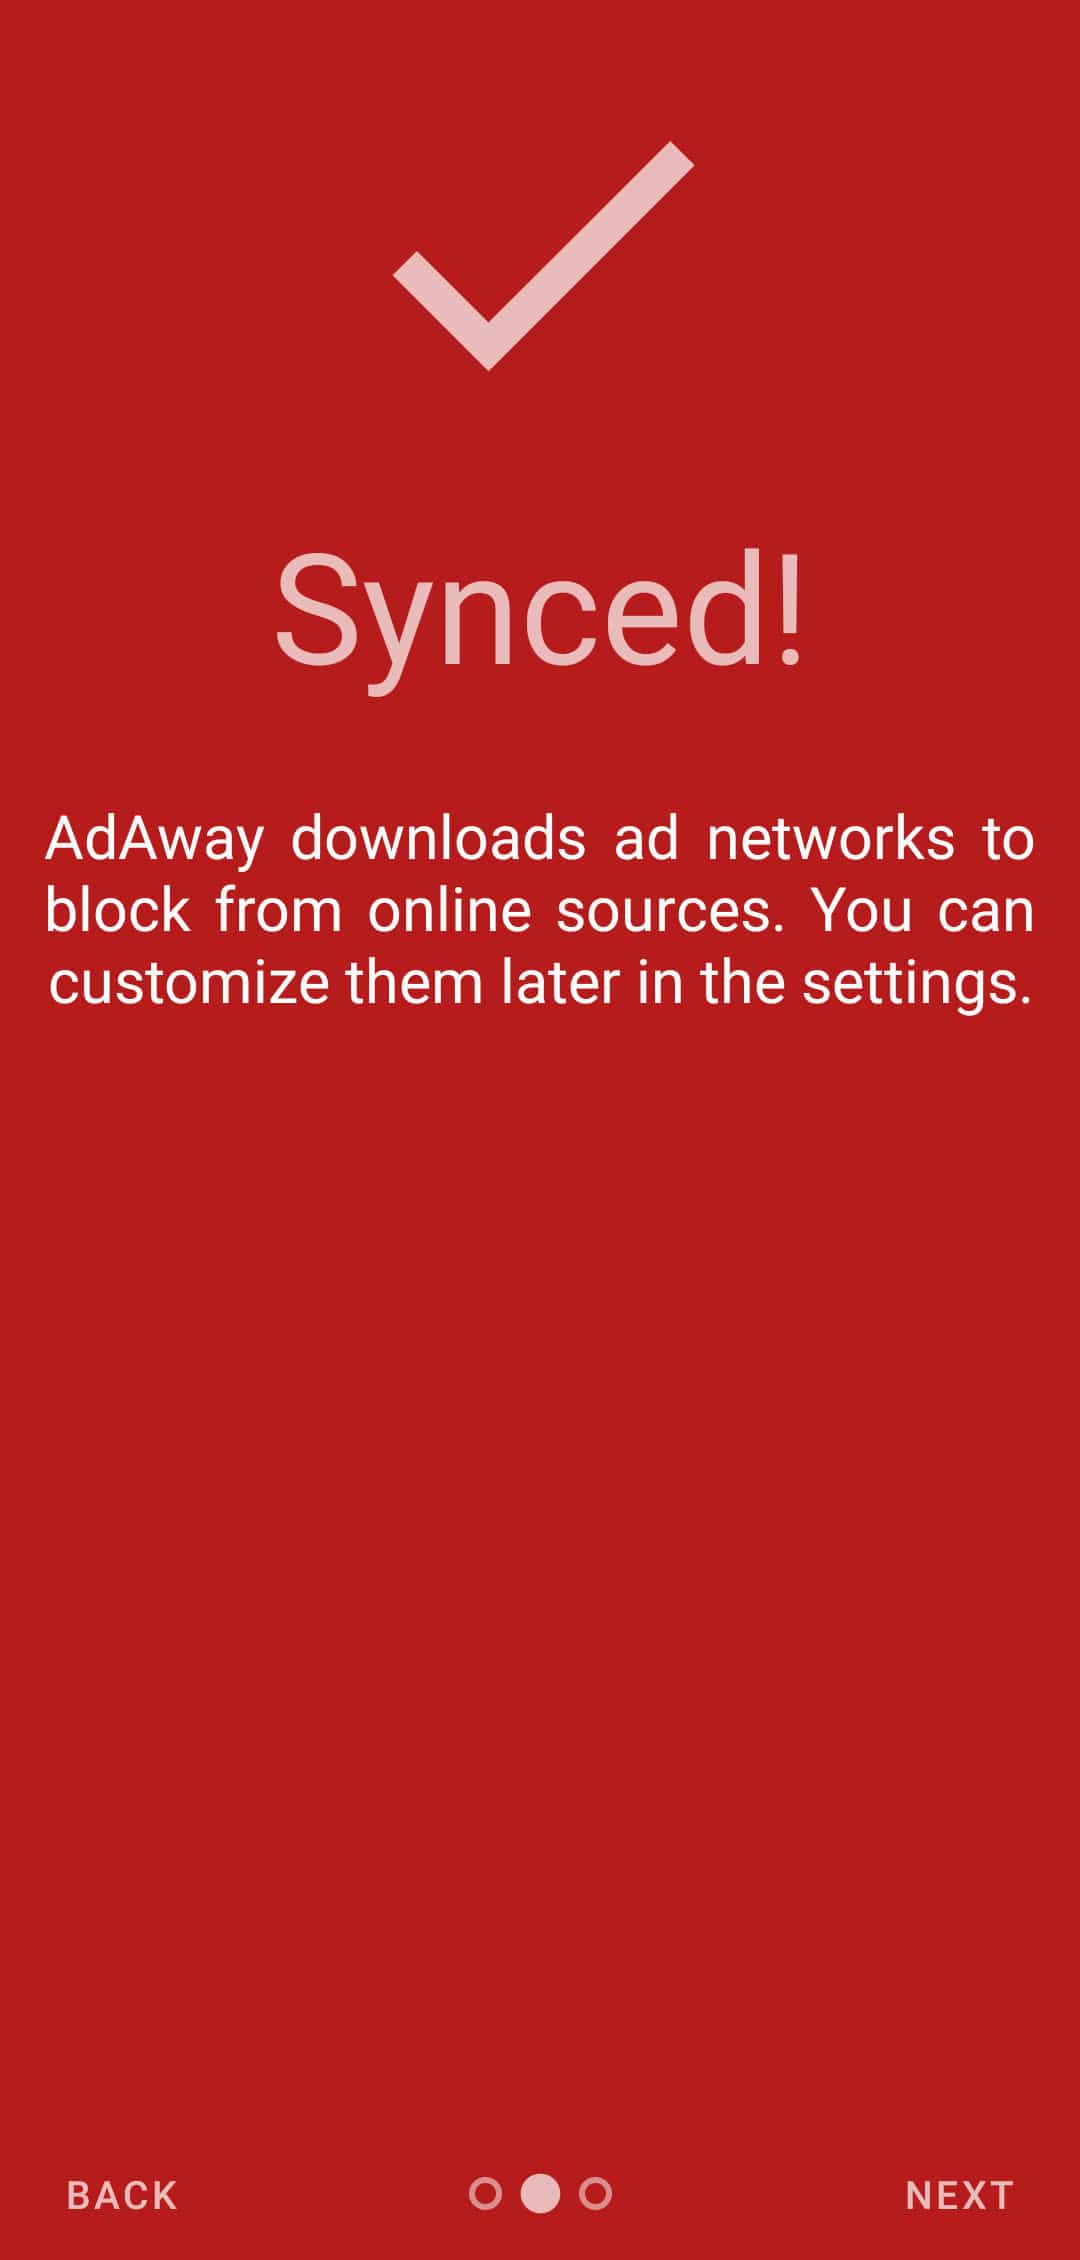 Synced!
AdAway downloads ad networks to
block from online sources. You can
customize them later in the settings.
BACK
NEXT